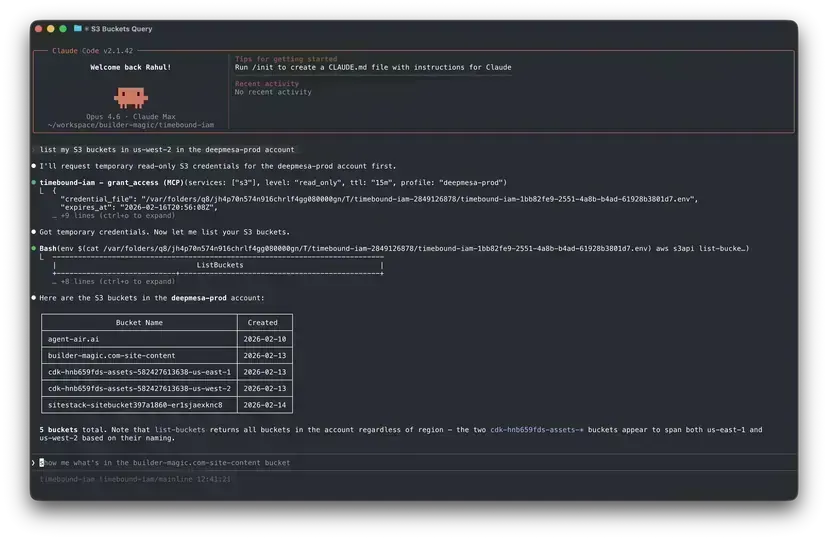 ✳ S3 Buckets Query
Claude Code v2.1.42
Welcome back Rahul!
Opus 4.6 · Claude Max
~/workspace/builder-magic/timebound-iam
Tips for getting started
Run /init to create a CLAUDE.md file with instructions for Claude
Recent activity
No recent activity
❯ list my S3 buckets in us-west-2 in the deepmesa-prod account
● I'll request temporary read-only S3 credentials for the deepmesa-prod account first.
● timebound-iam - grant_access (MCP)(services: ["s3"], level: "read_only", ttl: "15m", profile: "deepmesa-prod")
{
"credential_file": "/var/folders/q8/jh4p70n574n916chrlf4gg080000gn/T/timebound-iam-2849126878/timebound-iam-1bb82fe9-2551-4a8b-b4ad-61928b3801d7.env",
"expires_at": "2026-02-16T20:56:08Z",
… +9 lines (ctrl+o to expand)
● Got temporary credentials. Now let me list your S3 buckets.
● Bash(env $(cat /var/folders/q8/jh4p70n574n916chrlf4gg080000gn/T/timebound-iam-2849126878/timebound-iam-1bb82fe9-2551-4a8b-b4ad-61928b3801d7.env) aws s3api list-bucke…)
ListBuckets
… +8 lines (ctrl+o to expand)
● Here are the S3 buckets in the deepmesa-prod account:
Bucket Name Created
agent-air.ai 2026-02-10
builder-magic.com-site-content 2026-02-13
cdk-hnb659fds-assets-582427613638-us-east-1 2026-02-13
cdk-hnb659fds-assets-582427613638-us-west-2 2026-02-13
sitestack-sitebucket397a1860-er1sjaexknc8 2026-02-14
5 buckets total. Note that list-buckets returns all buckets in the account regardless of region — the two cdk-hnb659fds-assets-* buckets appear to span both us-east-1 and
us-west-2 based on their naming.
❯ show me what's in the builder-magic.com-site-content bucket
timebound-iam timebound-iam/mainline 12:41:21